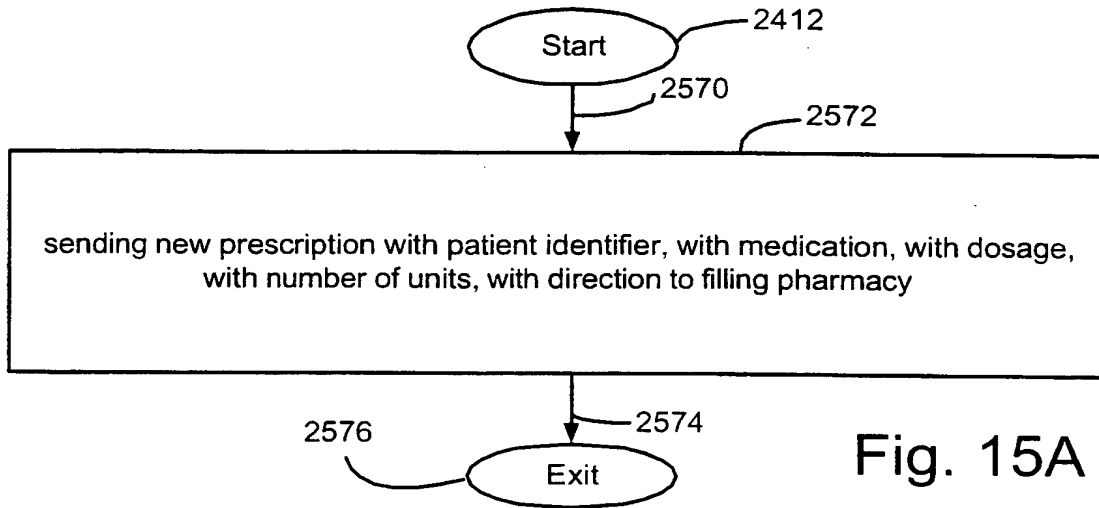 Start
2412
2570
2572
sending new prescription with patient identifier, with medication, with dosage,
with number of units, with direction to filling pharmacy
2574
2576
Exit
Fig. 15A